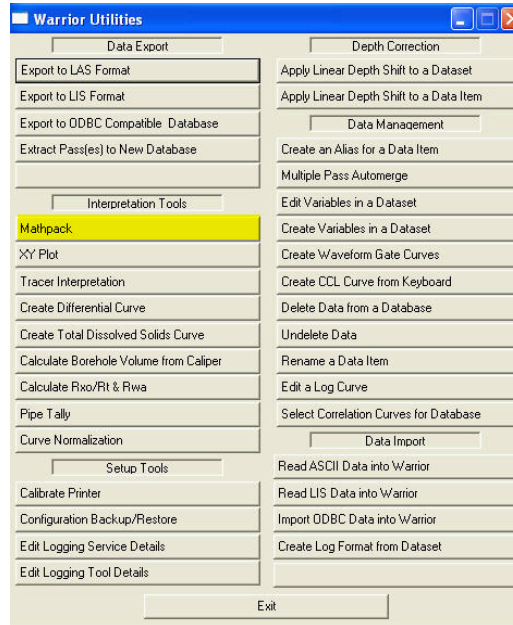 Warrior Utilities
Data Export
Export to LAS Format
Export to LIS Format
Export to ODBC Compatible Database
Extract Pass(es) to New Database
Interpretation Tools
Mathpack
XY Plot
Tracer Interpretation
Create Differential Curve
Create Total Dissolved Solids Curve
Calculate Borehole Volume from Caliper
Calculate Rxo/Rt & Rwa
Pipe Tally
Curve Normalization
Setup Tools
Calibrate Printer
Configuration Backup/Restore
Edit Logging Service Details
Edit Logging Tool Details
Depth Correction
Apply Linear Depth Shift to a Dataset
Apply Linear Depth Shift to a Data Item
Data Management
Create an Alias for a Data Item
Multiple Pass Automerge
Edit Variables in a Dataset
Create Variables in a Dataset
Create Waveform Gate Curves
Create CCL Curve from Keyboard
Delete Data from a Database
Undelete Data
Rename a Data Item
Edit a Log Curve
Select Correlation Curves for Database
Data Import
Read ASCII Data into Warrior
Read LIS Data into Warrior
Import ODBC Data into Warrior
Create Log Format from Dataset
Exit